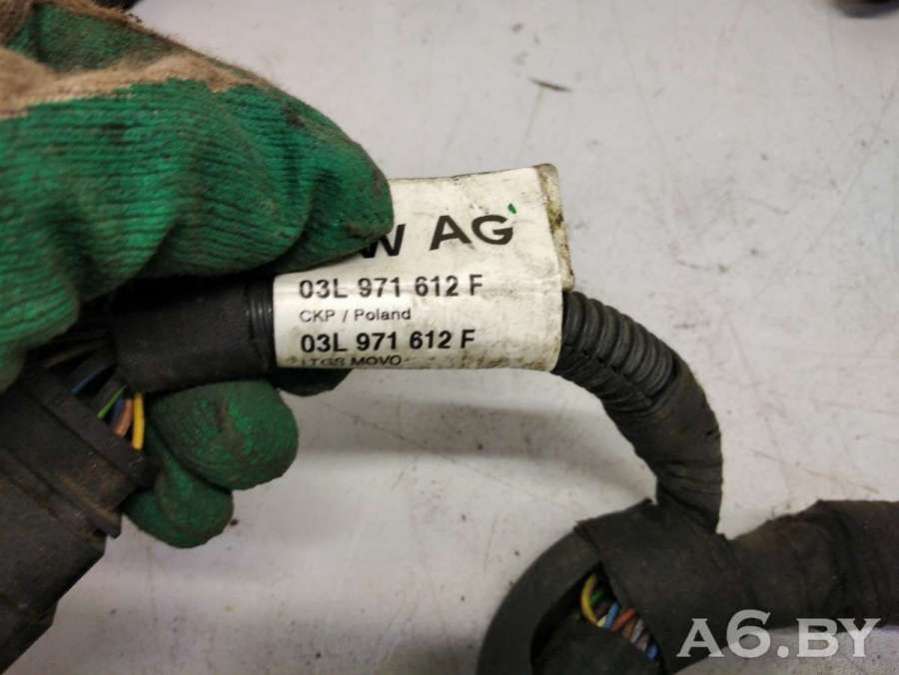 W AG
03L 971 612 F
CKP / Poland
03L 971 612 F
A6.BY